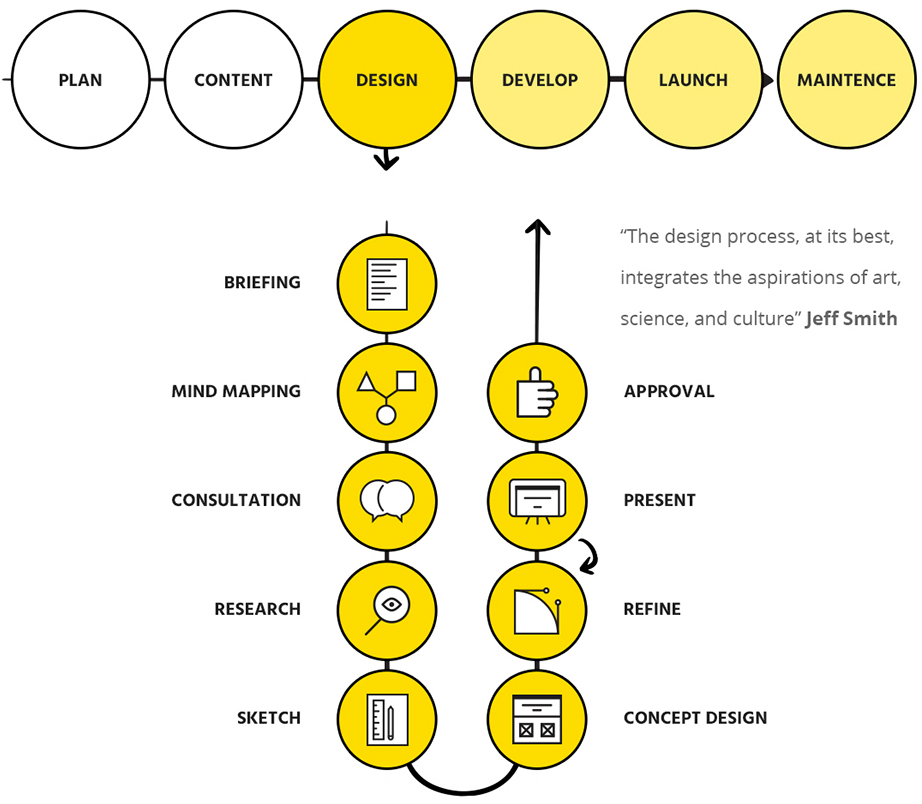 PLAN
CONTENT
DESIGN
DEVELOP
LAUNCH
MAINTENCE
“The design process, at its best,
integrates the aspirations of art,
science, and culture” Jeff Smith
BRIEFING
MIND MAPPING
CONSULTATION
RESEARCH
SKETCH
APPROVAL
PRESENT
REFINE
CONCEPT DESIGN